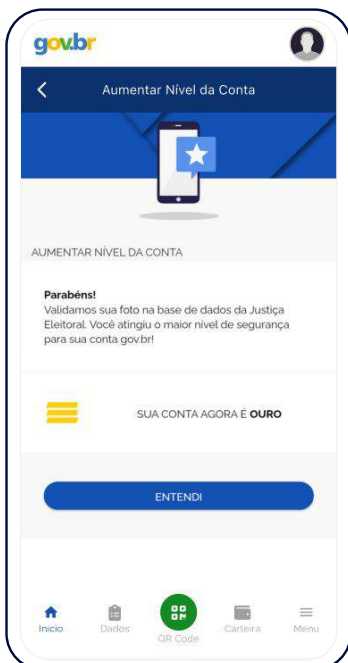 gov.br
Aumentar Nível da Conta
AUMENTAR NÍVEL DA CONTA
Parabéns!
Validamos sua foto na base de dados da Justiça
Eleitoral. Você atingiu o maior nível de segurança
para sua conta gov.br!
SUA CONTA AGORA É OURO
ENTENDI
Início Dados QR Code Carteira Menu